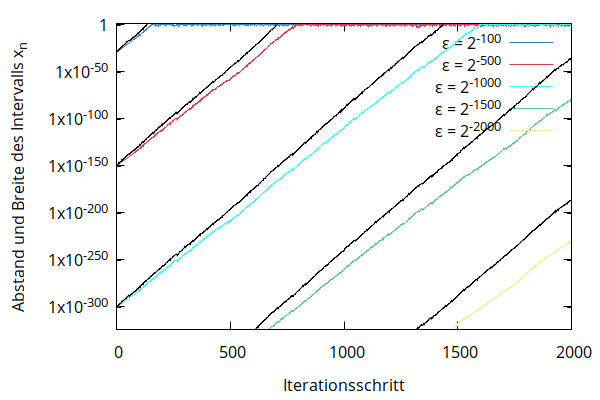 Abstand und Breite des Intervalls xₙ
1
1x10⁻⁵⁰
1x10⁻¹⁰⁰
1x10⁻¹⁵⁰
1x10⁻²⁰⁰
1x10⁻²⁵⁰
1x10⁻³⁰⁰
ε = 2⁻¹⁰⁰
ε = 2⁻⁵⁰⁰
ε = 2⁻¹⁰⁰⁰
ε = 2⁻¹⁵⁰⁰
ε = 2⁻²⁰⁰⁰
0 500 1000 1500 2000
Iterationsschritt